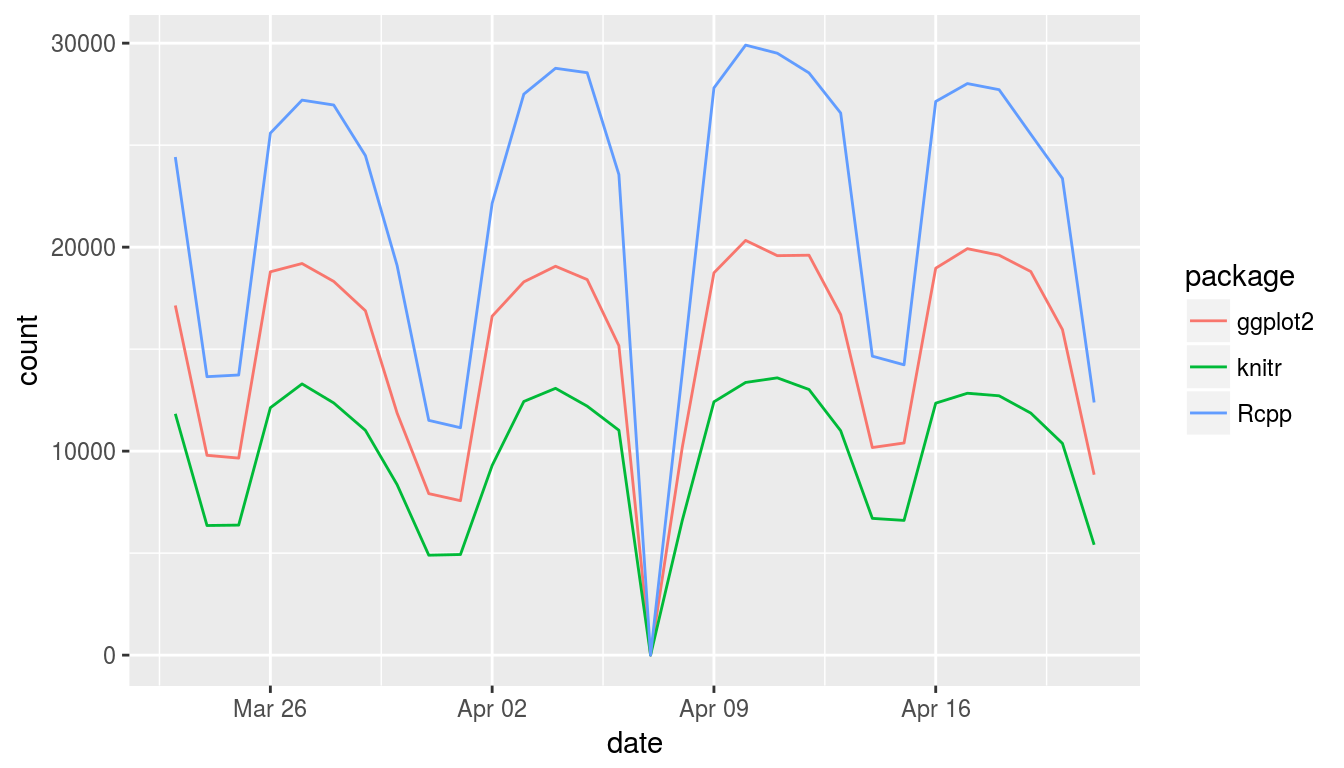 30000
20000
10000
0
count
Mar 26
Apr 02
Apr 09
Apr 16
date
package
ggplot2
knitr
Rcpp